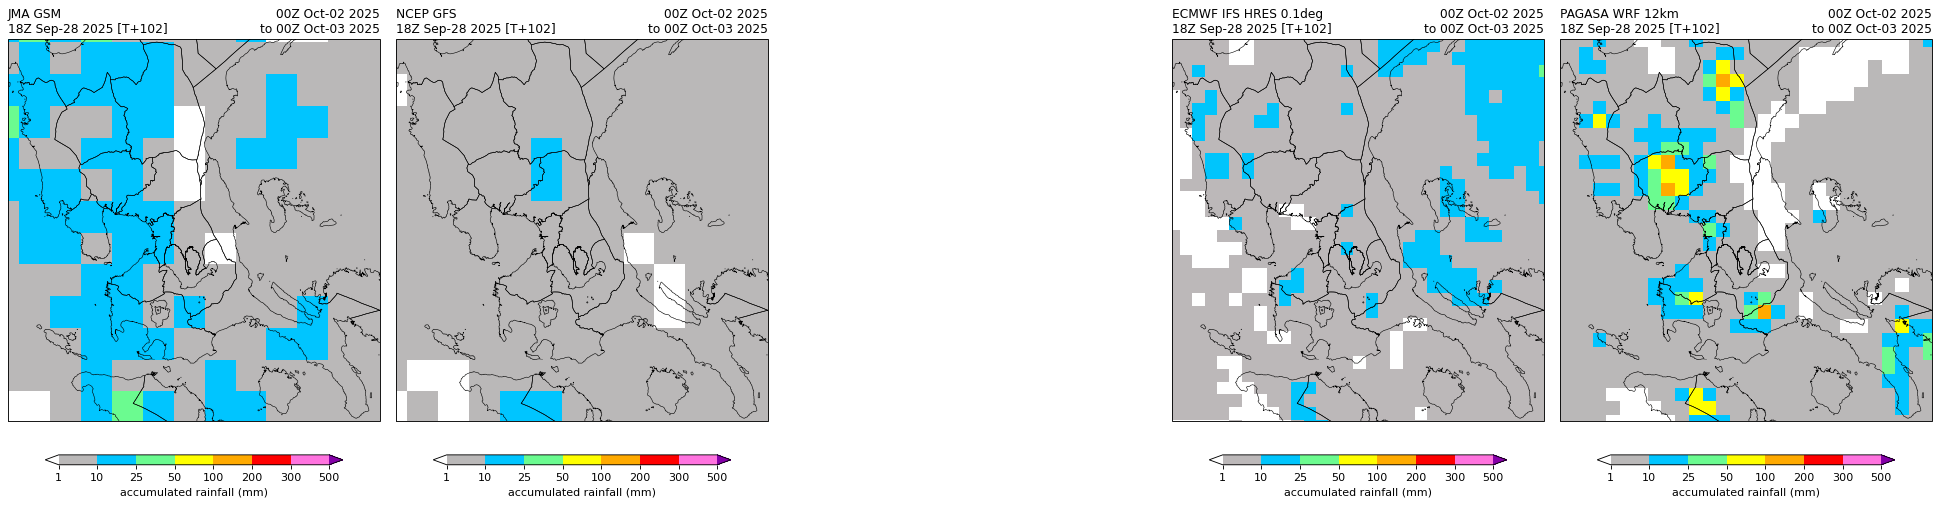 JMA GSM 00Z Oct-02 2025
18Z Sep-28 2025 [T+102] to 00Z Oct-03 2025
1 10 25 50 100 200 300 500
accumulated rainfall (mm)
NCEP GFS 00Z Oct-02 2025
18Z Sep-28 2025 [T+102] to 00Z Oct-03 2025
1 10 25 50 100 200 300 500
accumulated rainfall (mm)
ECMWF IFS HRES 0.1deg 00Z Oct-02 2025
18Z Sep-28 2025 [T+102] to 00Z Oct-03 2025
1 10 25 50 100 200 300 500
accumulated rainfall (mm)
PAGASA WRF 12km 00Z Oct-02 2025
18Z Sep-28 2025 [T+102] to 00Z Oct-03 2025
1 10 25 50 100 200 300 500
accumulated rainfall (mm)